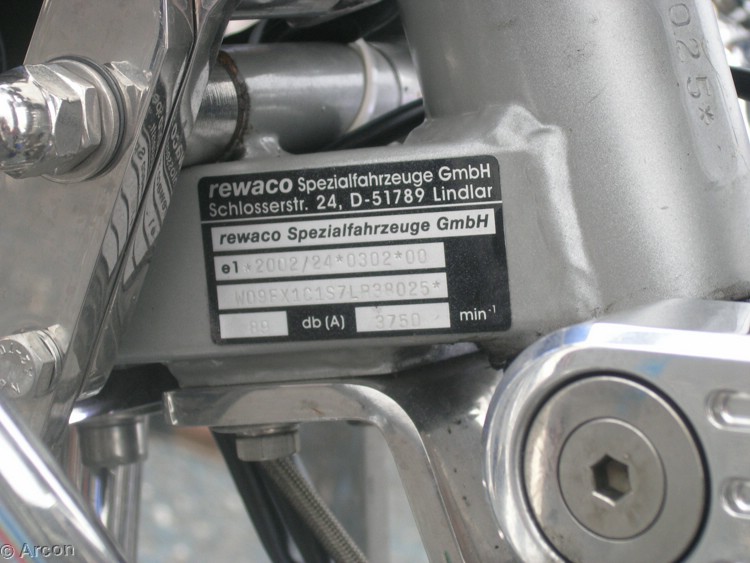 025*
rewaco Spezialfahrzeuge GmbH
Schlosserstr. 24, D-51789 Lindlar
rewaco Spezialfahrzeuge GmbH
e1*2002/24*0302*00
89 db (A) 3750 min-1
© Arcon